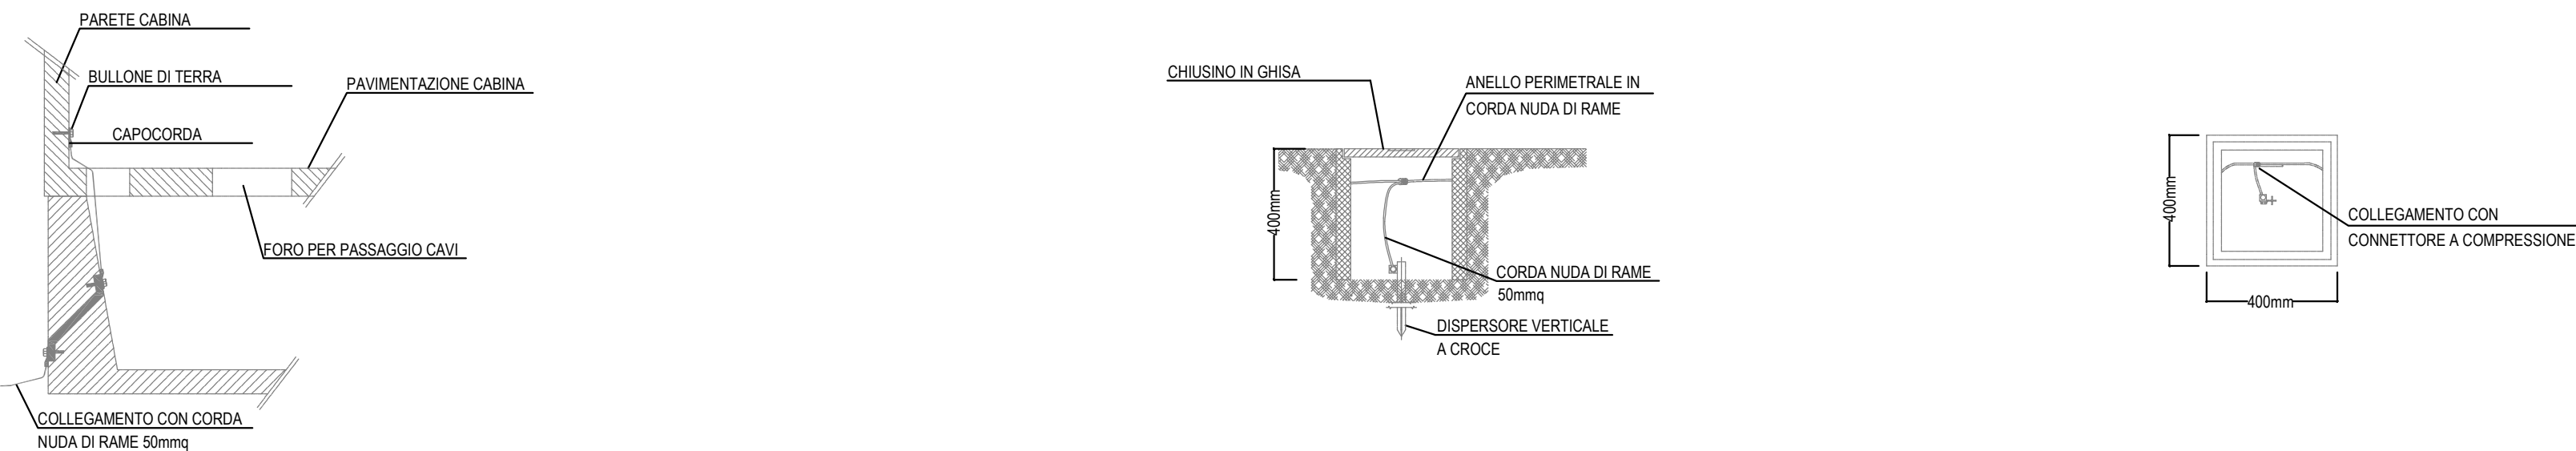 PARETE CABINA
BULLONE DI TERRA
PAVIMENTAZIONE CABINA
CAPOCORDA
FORO PER PASSAGGIO CAVI
COLLEGAMENTO CON CORDA
NUDA DI RAME 50mmq
CHIUSINO IN GHISA
ANELLO PERIMETRALE IN
CORDA NUDA DI RAME
400mm
CORDA NUDA DI RAME
50mmq
DISPERSORE VERTICALE
A CROCE
400mm
COLLEGAMENTO CON
CONNETTORE A COMPRESSIONE
400mm